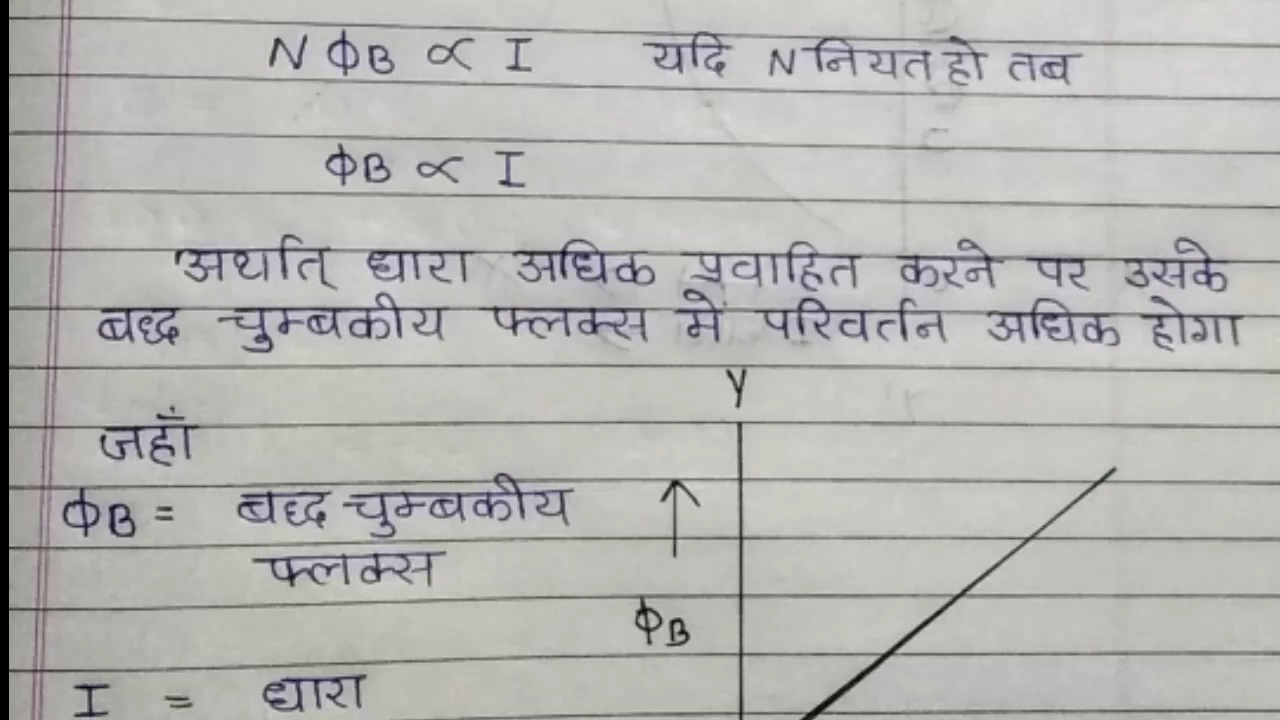 N ΦB ∝ I यदि N नियत हो तब
ΦB ∝ I
अर्थात् धारा अधिक प्रवाहित करने पर उसके
बध्द चुम्बकीय फ्लक्स में परिवर्तन अधिक होगा
Y
जहाँ
ΦB = बध्द चुम्बकीय
फ्लक्स
ΦB
I = धारा